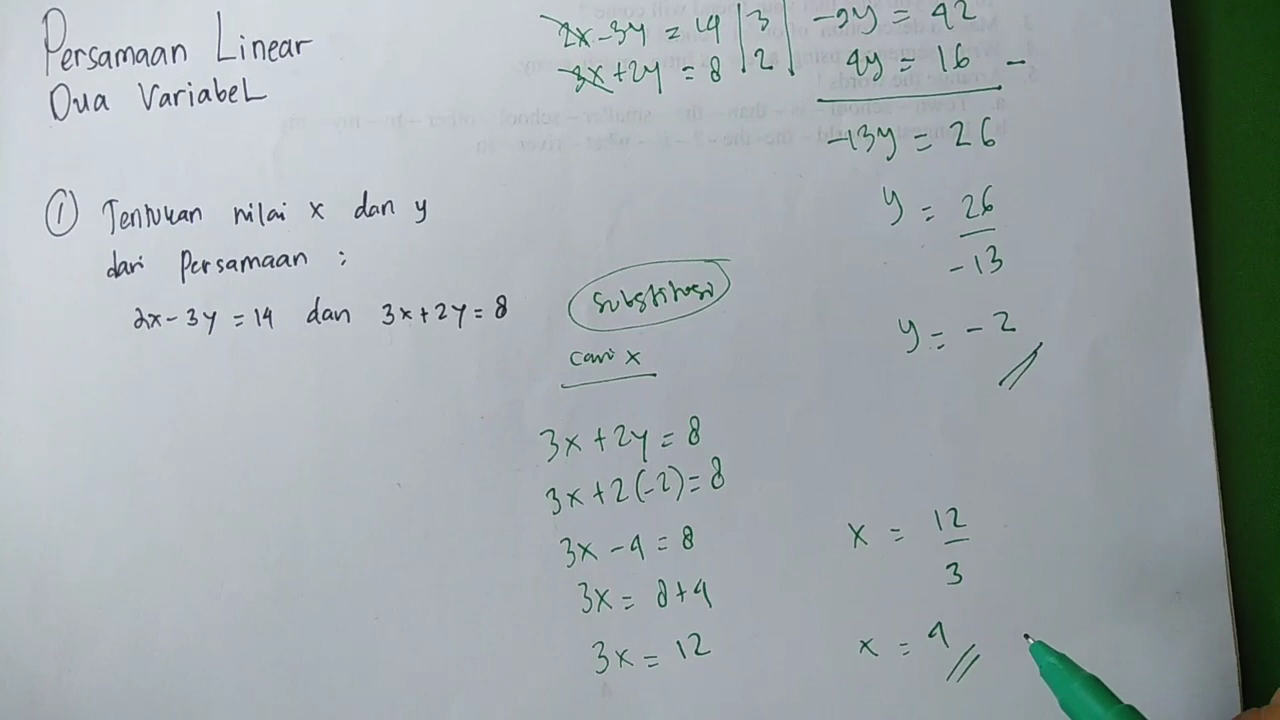 Persamaan Linear
Dua Variabel
① Tentukan nilai x dan y
dari Persamaan :
2x - 3y = 14 dan 3x + 2y = 8
2x - 3y = 14 | 3 | -9y = 42
3x + 2y = 8 | 2 | 4y = 16 -
-13y = 26
y = 26
-13
y = -2
Substitusi
cari x
3x + 2y = 8
3x + 2(-2) = 8
3x - 4 = 8
3x = 8 + 4
3x = 12
x = 12
3
x = 4